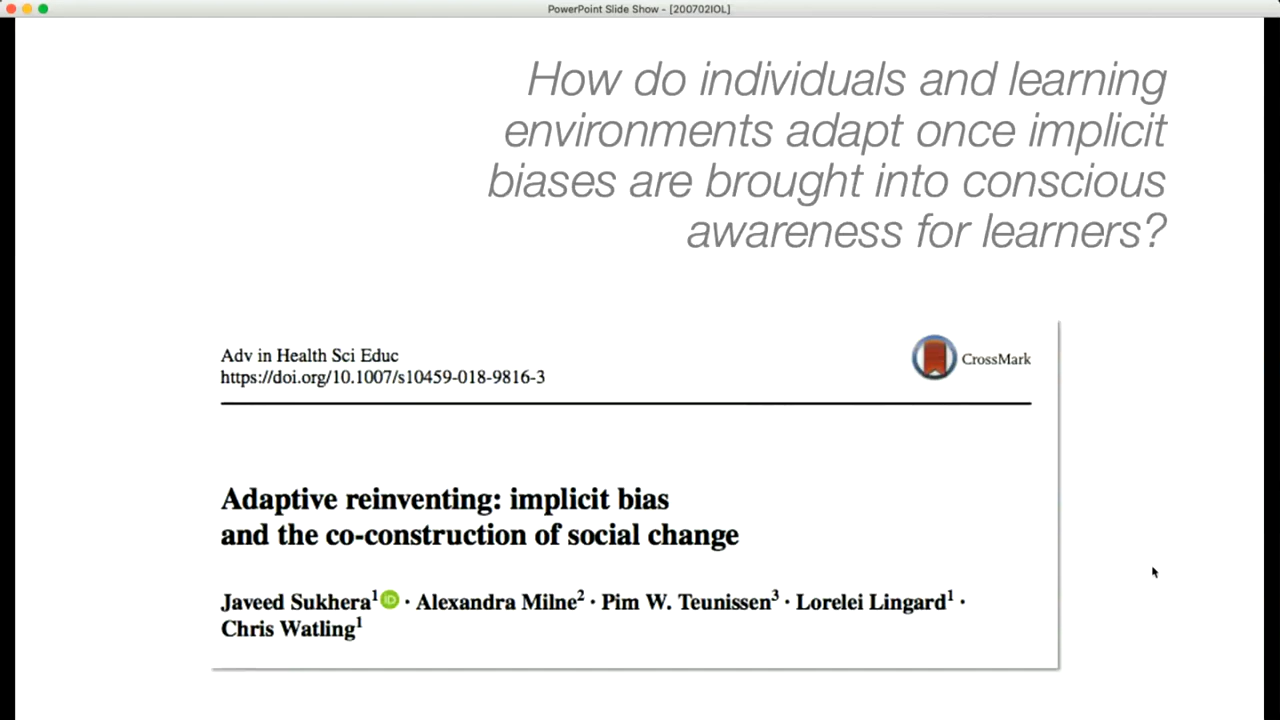 PowerPoint Slide Show - [200702IOL]
How do individuals and learning
environments adapt once implicit
biases are brought into conscious
awareness for learners?
Adv in Health Sci Educ
https://doi.org/10.1007/s10459-018-9816-3
CrossMark
Adaptive reinventing: implicit bias
and the co-construction of social change
Javeed Sukhera¹ iD · Alexandra Milne² · Pim W. Teunissen³ · Lorelei Lingard¹ ·
Chris Watling¹